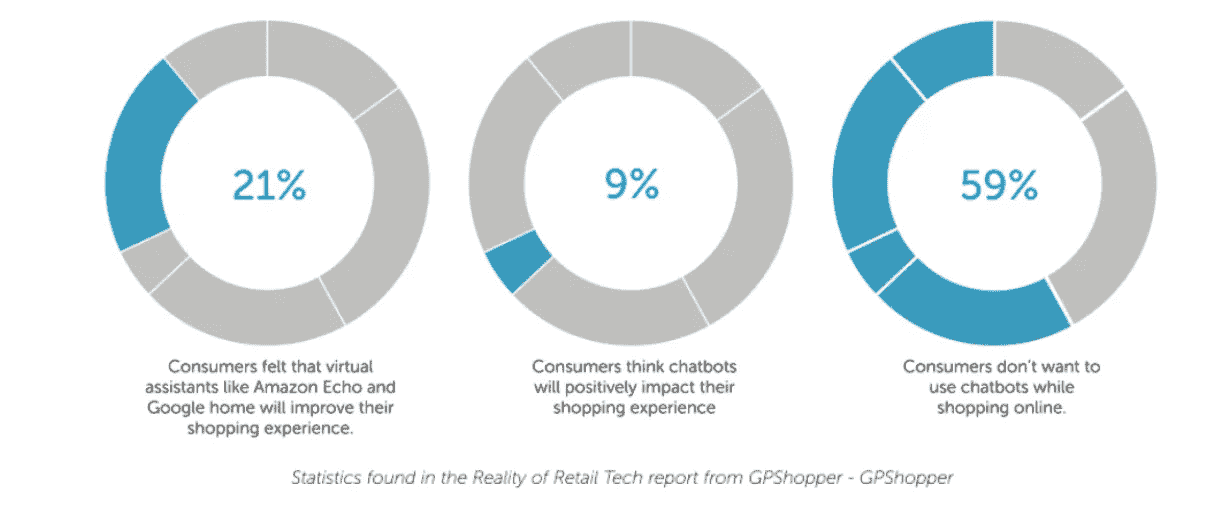 21%
9%
59%
Consumers felt that virtual
assistants like Amazon Echo and
Google home will improve their
shopping experience.
Consumers think chatbots
will positively impact their
shopping experience
Consumers don't want to
use chatbots while
shopping online.
Statistics found in the Reality of Retail Tech report from GPShopper - GPShopper